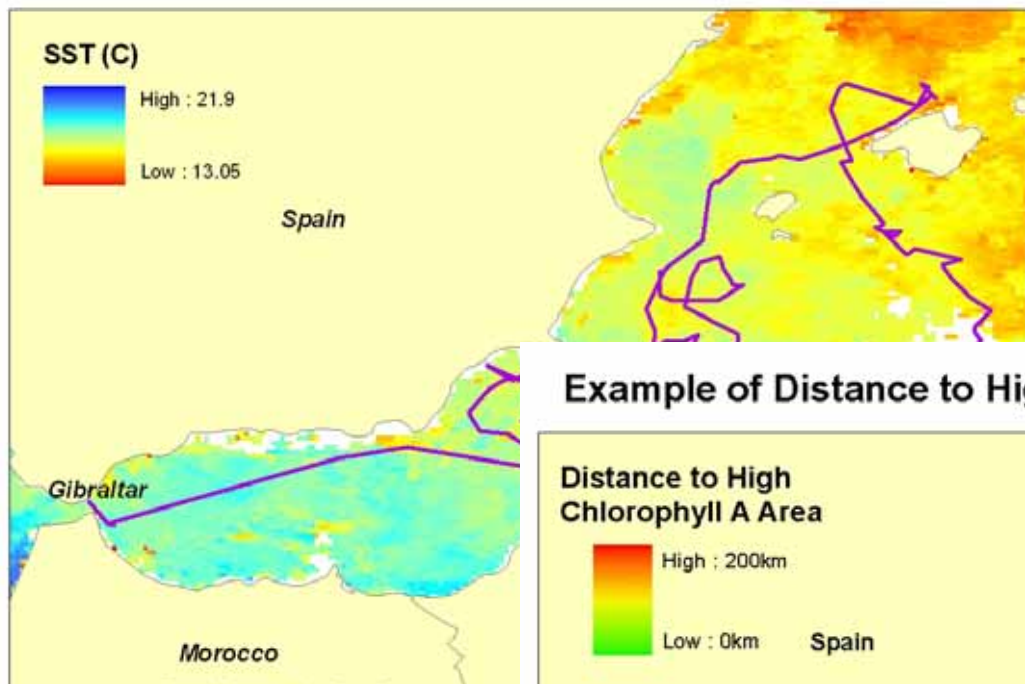 SST (C)
High : 21.9
Low : 13.05
Spain
Gibraltar
Morocco
Example of Distance to Hi
Distance to High
Chlorophyll A Area
High : 200km
Low : 0km
Spain